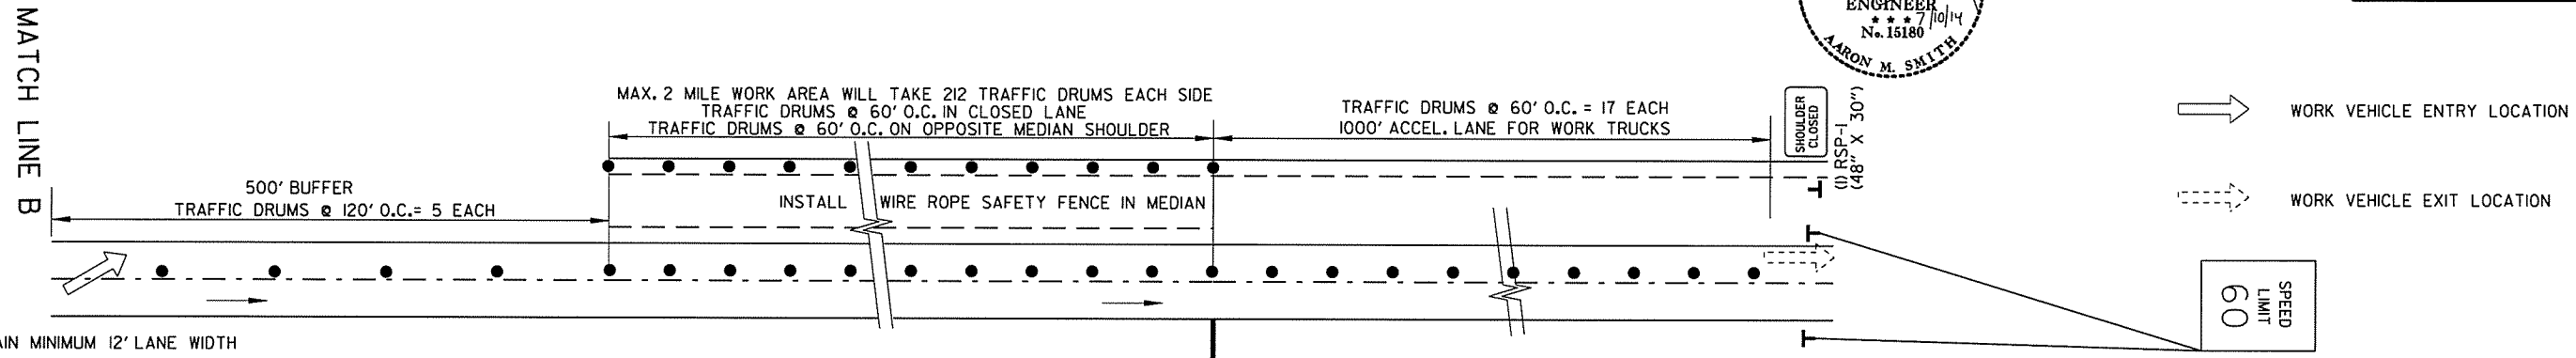 MATCH LINE B
ENGINEER
* * * 7/10/14
No. 15180
AARON M. SMITH
MAX. 2 MILE WORK AREA WILL TAKE 212 TRAFFIC DRUMS EACH SIDE
TRAFFIC DRUMS @ 60' O.C. IN CLOSED LANE
TRAFFIC DRUMS @ 60' O.C. ON OPPOSITE MEDIAN SHOULDER
TRAFFIC DRUMS @ 60' O.C. = 17 EACH
1000' ACCEL. LANE FOR WORK TRUCKS
SHOULDER
CLOSED
(1) RSP-1
(48" X 30")
WORK VEHICLE ENTRY LOCATION
500' BUFFER
TRAFFIC DRUMS @ 120' O.C.= 5 EACH
INSTALL WIRE ROPE SAFETY FENCE IN MEDIAN
WORK VEHICLE EXIT LOCATION
SPEED
LIMIT
60
AIN MINIMUM 12' LANE WIDTH